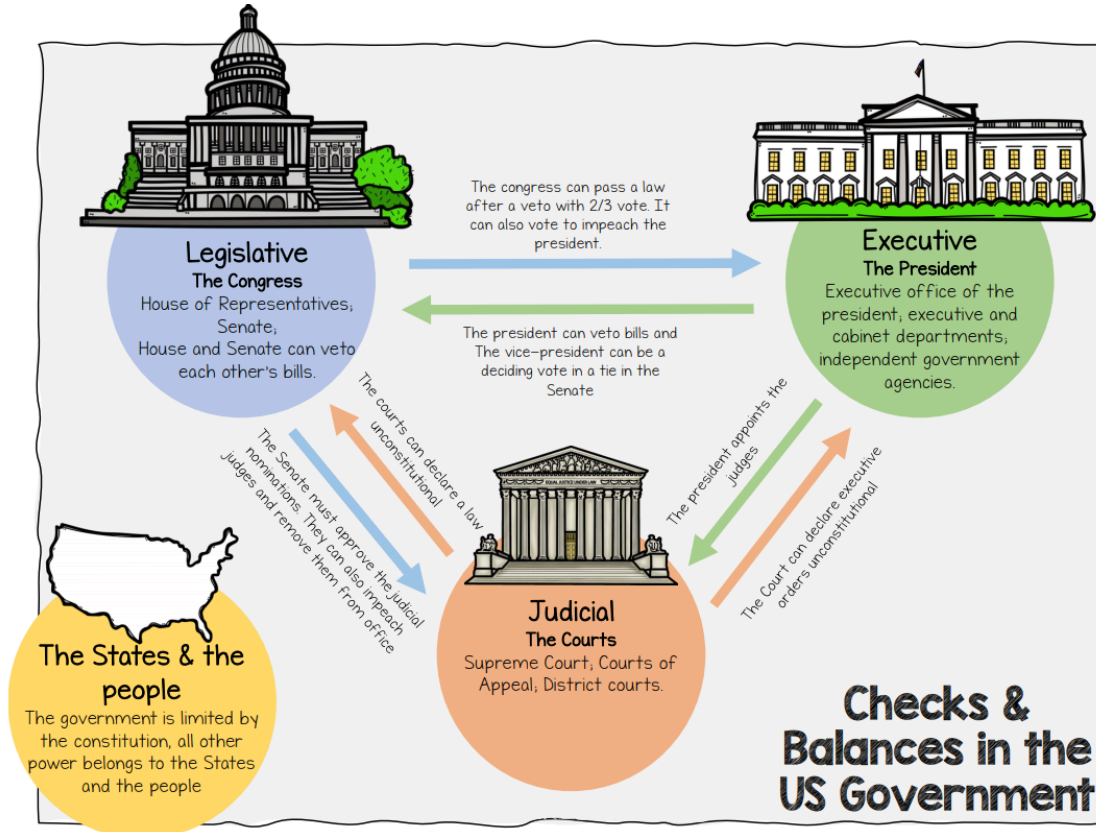 The congress can pass a law
after a veto with 2/3 vote. It
can also vote to impeach the
president.
Legislative
The Congress
House of Representatives;
Senate;
House and Senate can veto
each other's bills.
Executive
The President
Executive office of the
president; executive and
cabinet departments;
independent government
agencies.
The president can veto bills and
The vice-president can be a
deciding vote in a tie in the
Senate
The courts can declare a law
unconstitutional
The Senate must approve the judicial
nominations. They can also impeach
judges and remove them from office
The president appoints the
judges
The Court can declare executive
orders unconstitutional
EQUAL JUSTICE UNDER LAW
Judicial
The Courts
Supreme Court; Courts of
Appeal; District courts.
The States & the
people
The government is limited by
the constitution, all other
power belongs to the States
and the people
Checks &
Balances in the
US Government